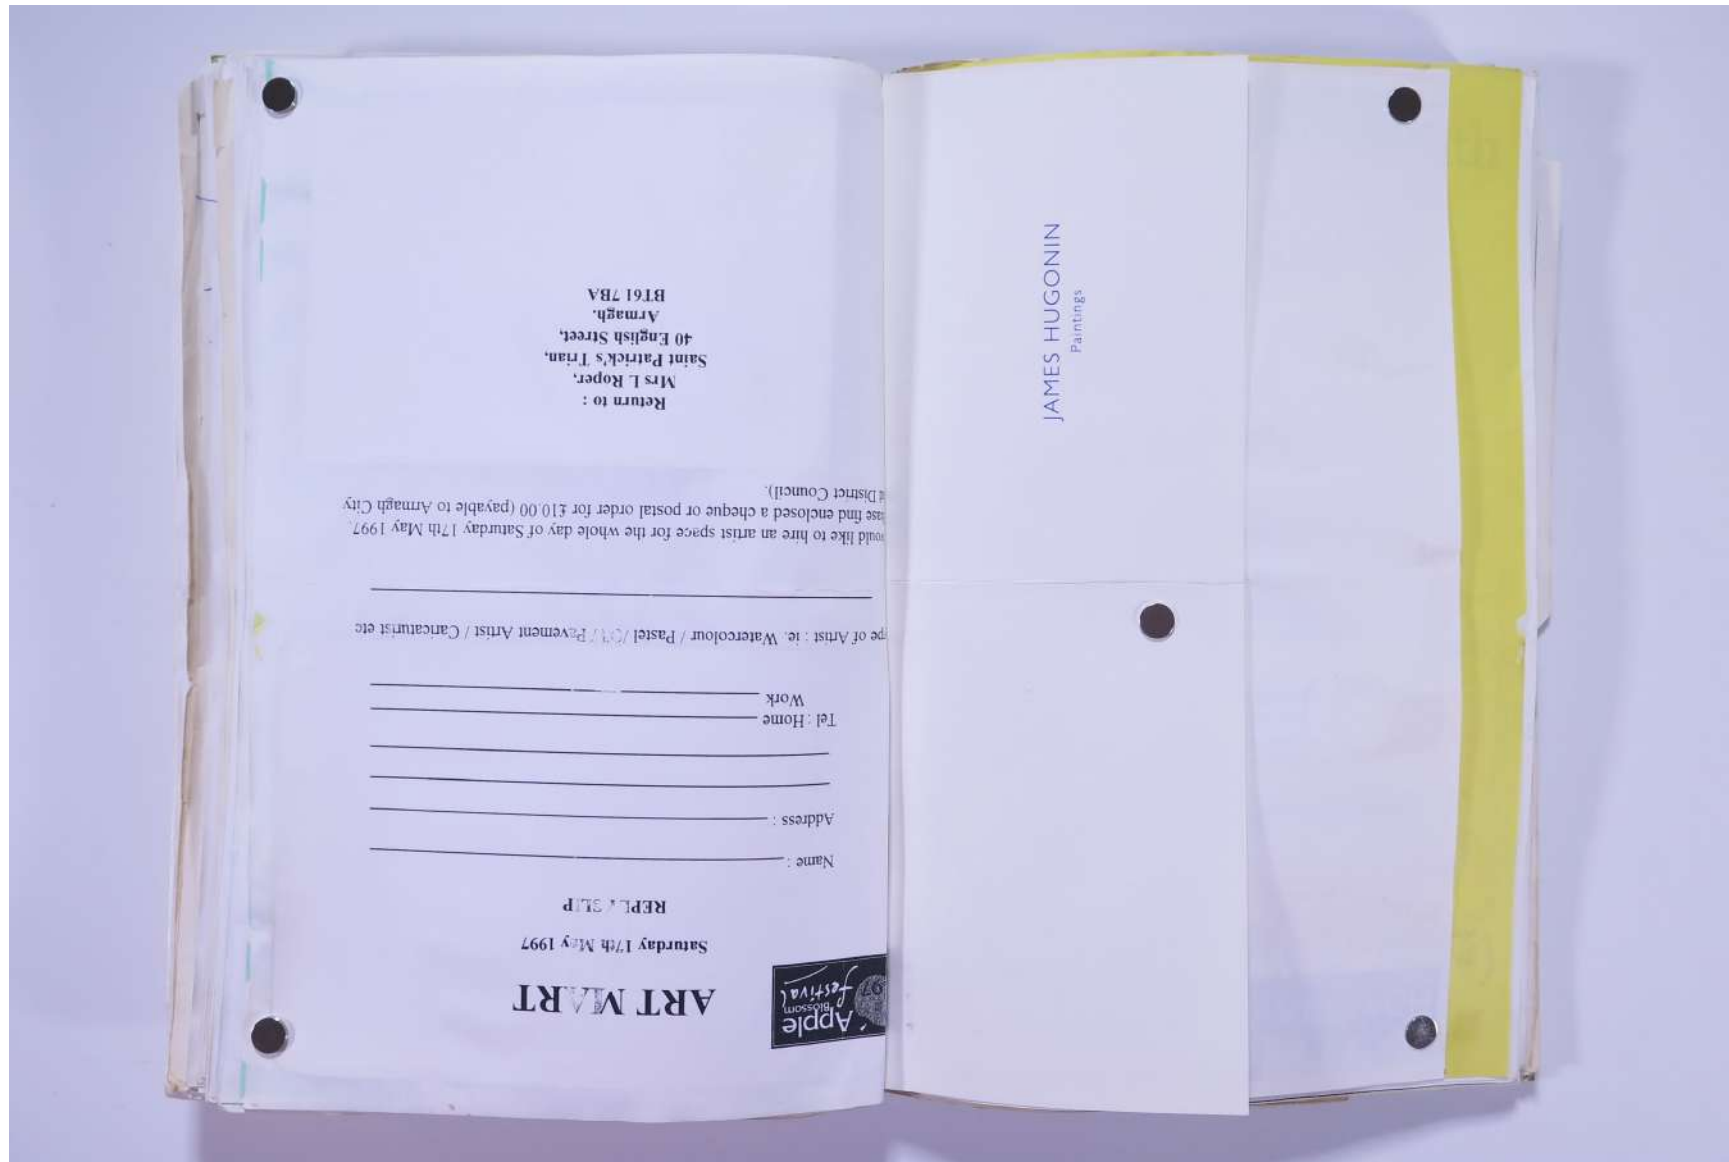 Apple
Blossom
festival
97
ART MART
Saturday 17th May 1997
REPLY SLIP
Name :
Address :
Tel : Home
Work
pe of Artist : ie. Watercolour / Pastel / Pavement Artist / Caricaturist etc
ould like to hire an artist space for the whole day of Saturday 17th May 1997.
ase find enclosed a cheque or postal order for £10.00 (payable to Armagh City
d District Council).
Return to :
Mrs L Roper,
Saint Patrick's Trian,
40 English Street,
Armagh.
BT61 7BA
JAMES HUGONIN
Paintings